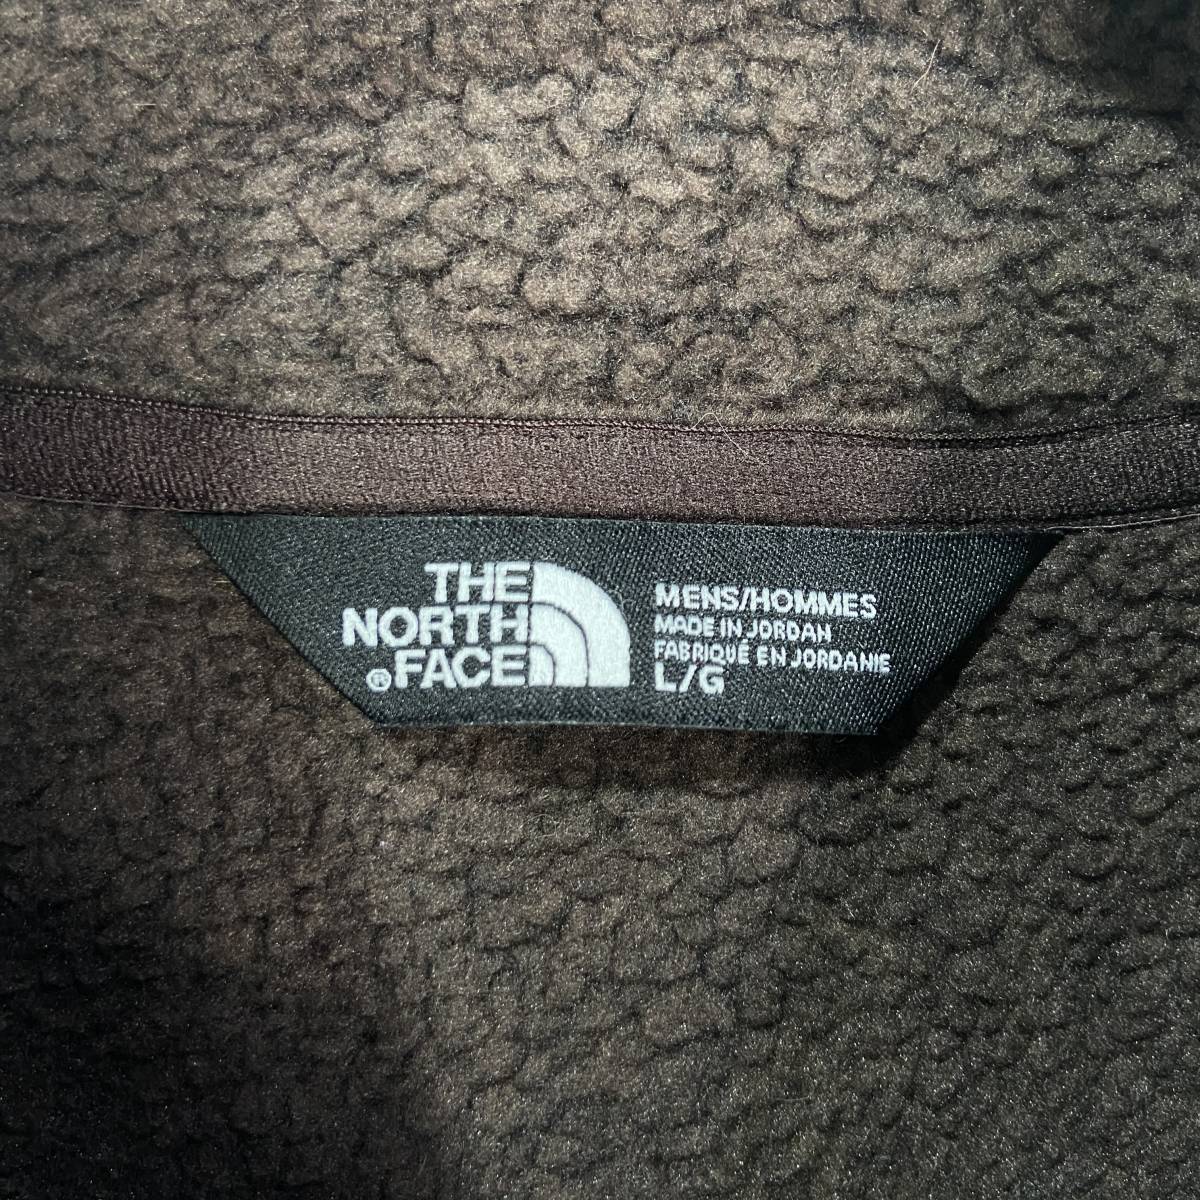 THE
NORTH
® FACE
MENS/HOMMES
MADE IN JORDAN
FABRIQUÉ EN JORDANIE
L/G